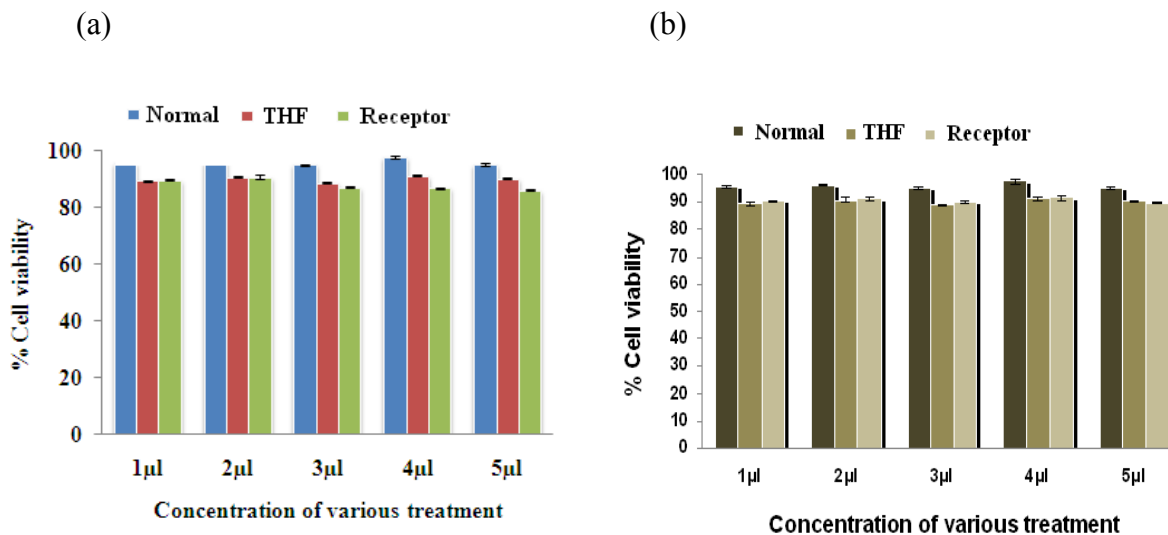 (a)
Normal THF Receptor
100
80
60
40
20
0
% Cell viability
1µl 2µl 3µl 4µl 5µl
Concentration of various treatment
(b)
Normal THF Receptor
100
90
80
70
60
50
40
30
20
10
0
% Cell viability
1µl 2µl 3µl 4µl 5µl
Concentration of various treatment